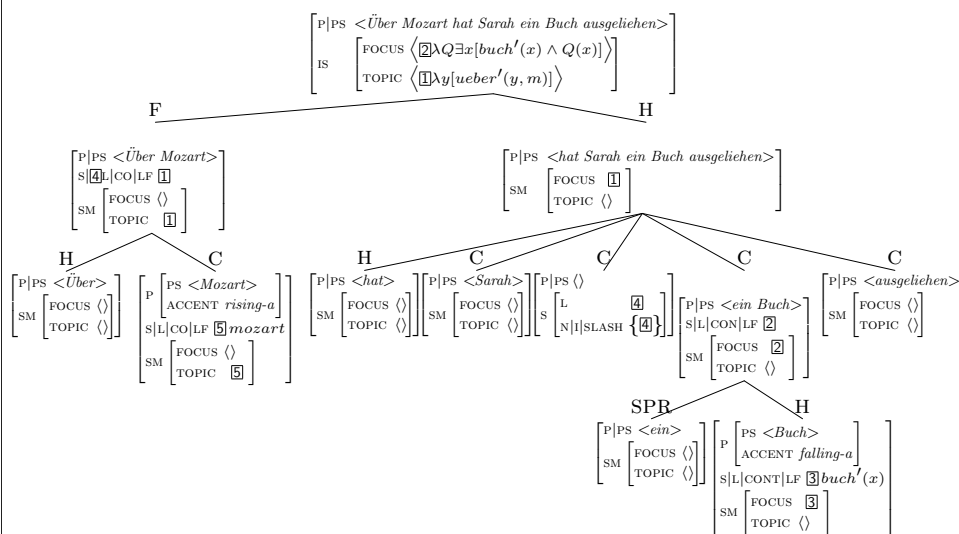 P|PS <Über Mozart hat Sarah ein Buch ausgeliehen>
IS
FOCUS ⟨[2]λQ∃x[buch′(x) ∧ Q(x)]⟩
TOPIC ⟨[1]λy[ueber′(y, m)]⟩
F H
P|PS <Über Mozart>
S|[4]L|CO|LF [1]
SM
FOCUS ⟨⟩
TOPIC [1]
P|PS <hat Sarah ein Buch ausgeliehen>
SM
FOCUS [1]
TOPIC ⟨⟩
H C H C C C C
P|PS <Über>
SM
FOCUS ⟨⟩
TOPIC ⟨⟩
P
PS <Mozart>
ACCENT rising-a
S|L|CO|LF [5]mozart
SM
FOCUS ⟨⟩
TOPIC [5]
P|PS <hat>
SM
FOCUS ⟨⟩
TOPIC ⟨⟩
P|PS <Sarah>
SM
FOCUS ⟨⟩
TOPIC ⟨⟩
P|PS ⟨⟩
S
L [4]
N|I|SLASH {[4]}
P|PS <ein Buch>
S|L|CON|LF [2]
SM
FOCUS [2]
TOPIC ⟨⟩
P|PS <ausgeliehen>
SM
FOCUS ⟨⟩
TOPIC ⟨⟩
SPR H
P|PS <ein>
SM
FOCUS ⟨⟩
TOPIC ⟨⟩
P
PS <Buch>
ACCENT falling-a
S|L|CONT|LF [3]buch′(x)
SM
FOCUS [3]
TOPIC ⟨⟩